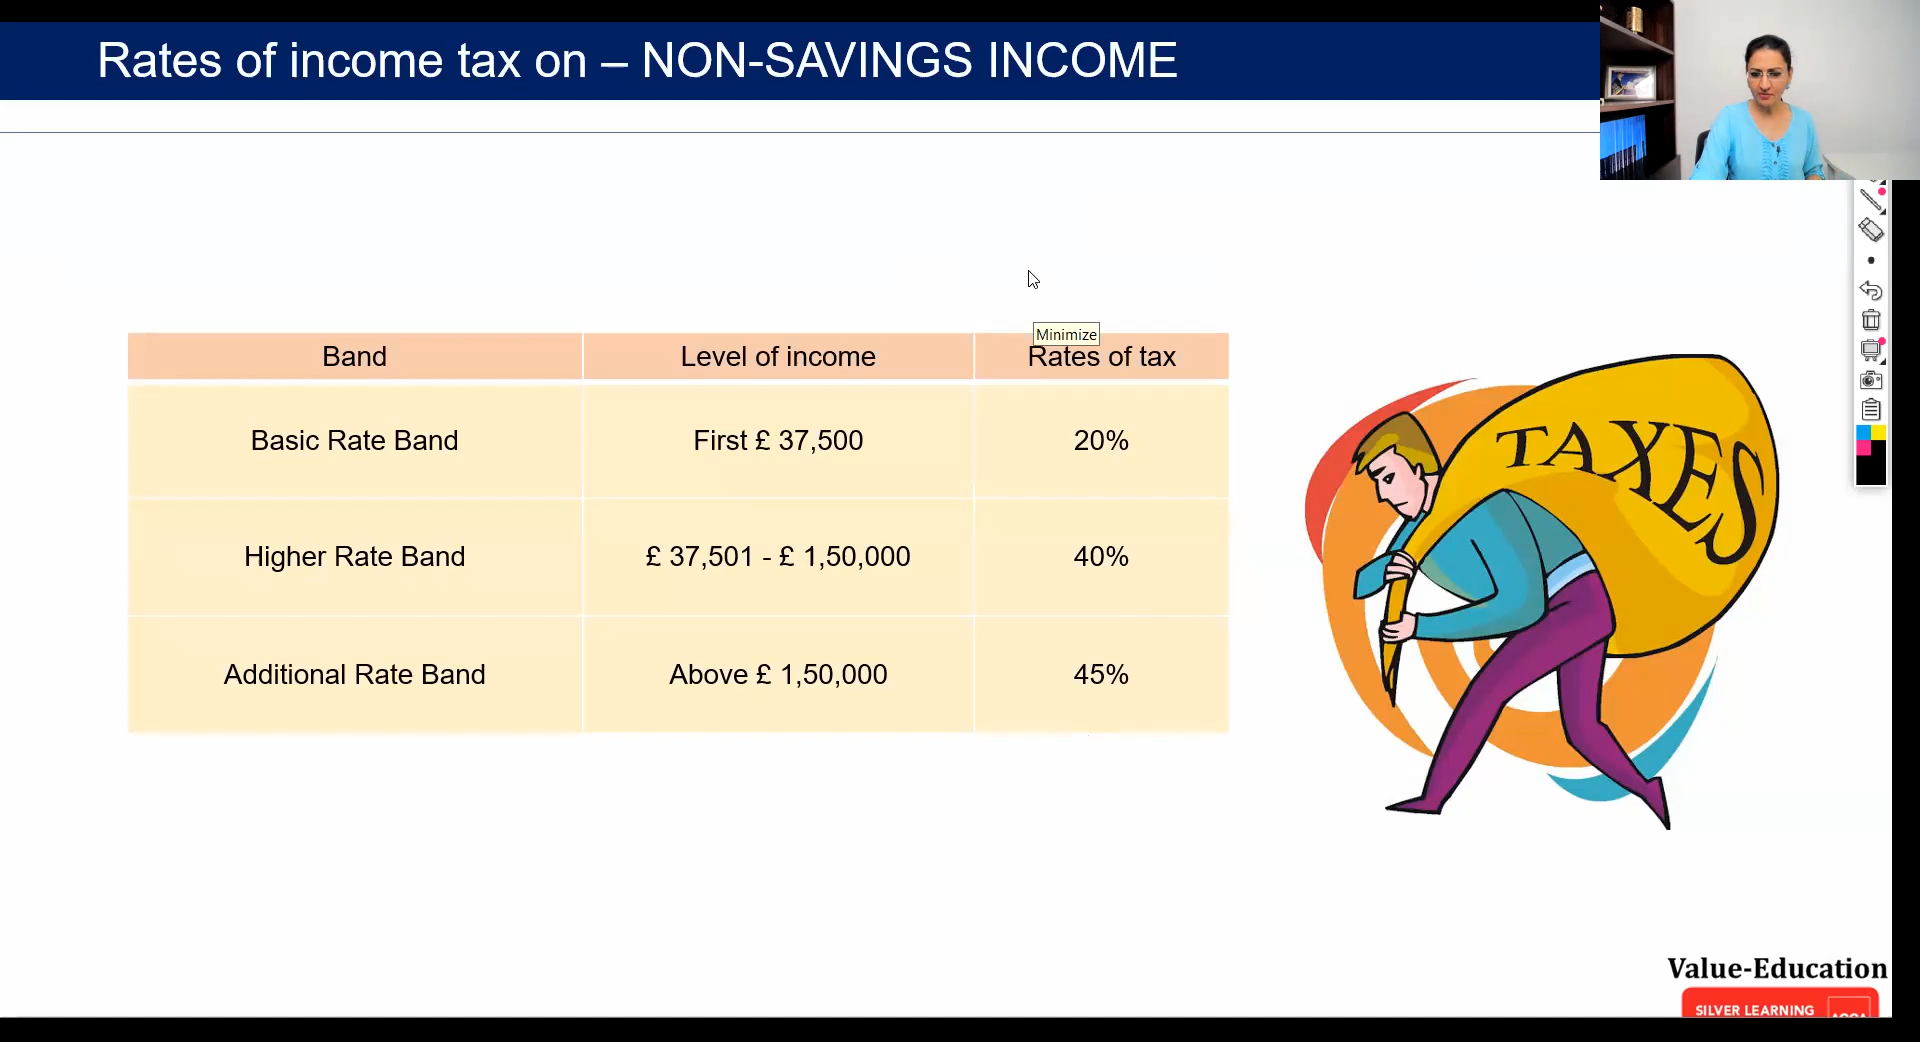 Rates of income tax on – NON-SAVINGS INCOME
Minimize
Band Level of income Rates of tax
Basic Rate Band First £ 37,500 20%
Higher Rate Band £ 37,501 - £ 1,50,000 40%
Additional Rate Band Above £ 1,50,000 45%
TAXES
Value-Education
SILVER LEARNING